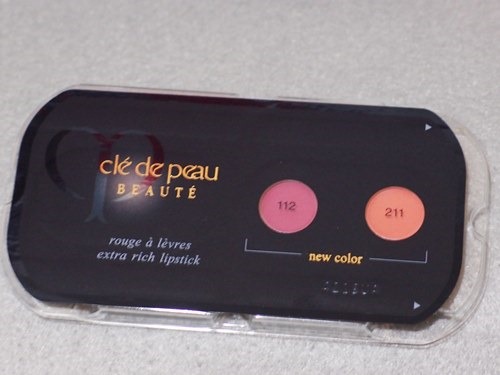 clé de peau
BEAUTÉ
rouge à lèvres
extra rich lipstick
112
211
new color